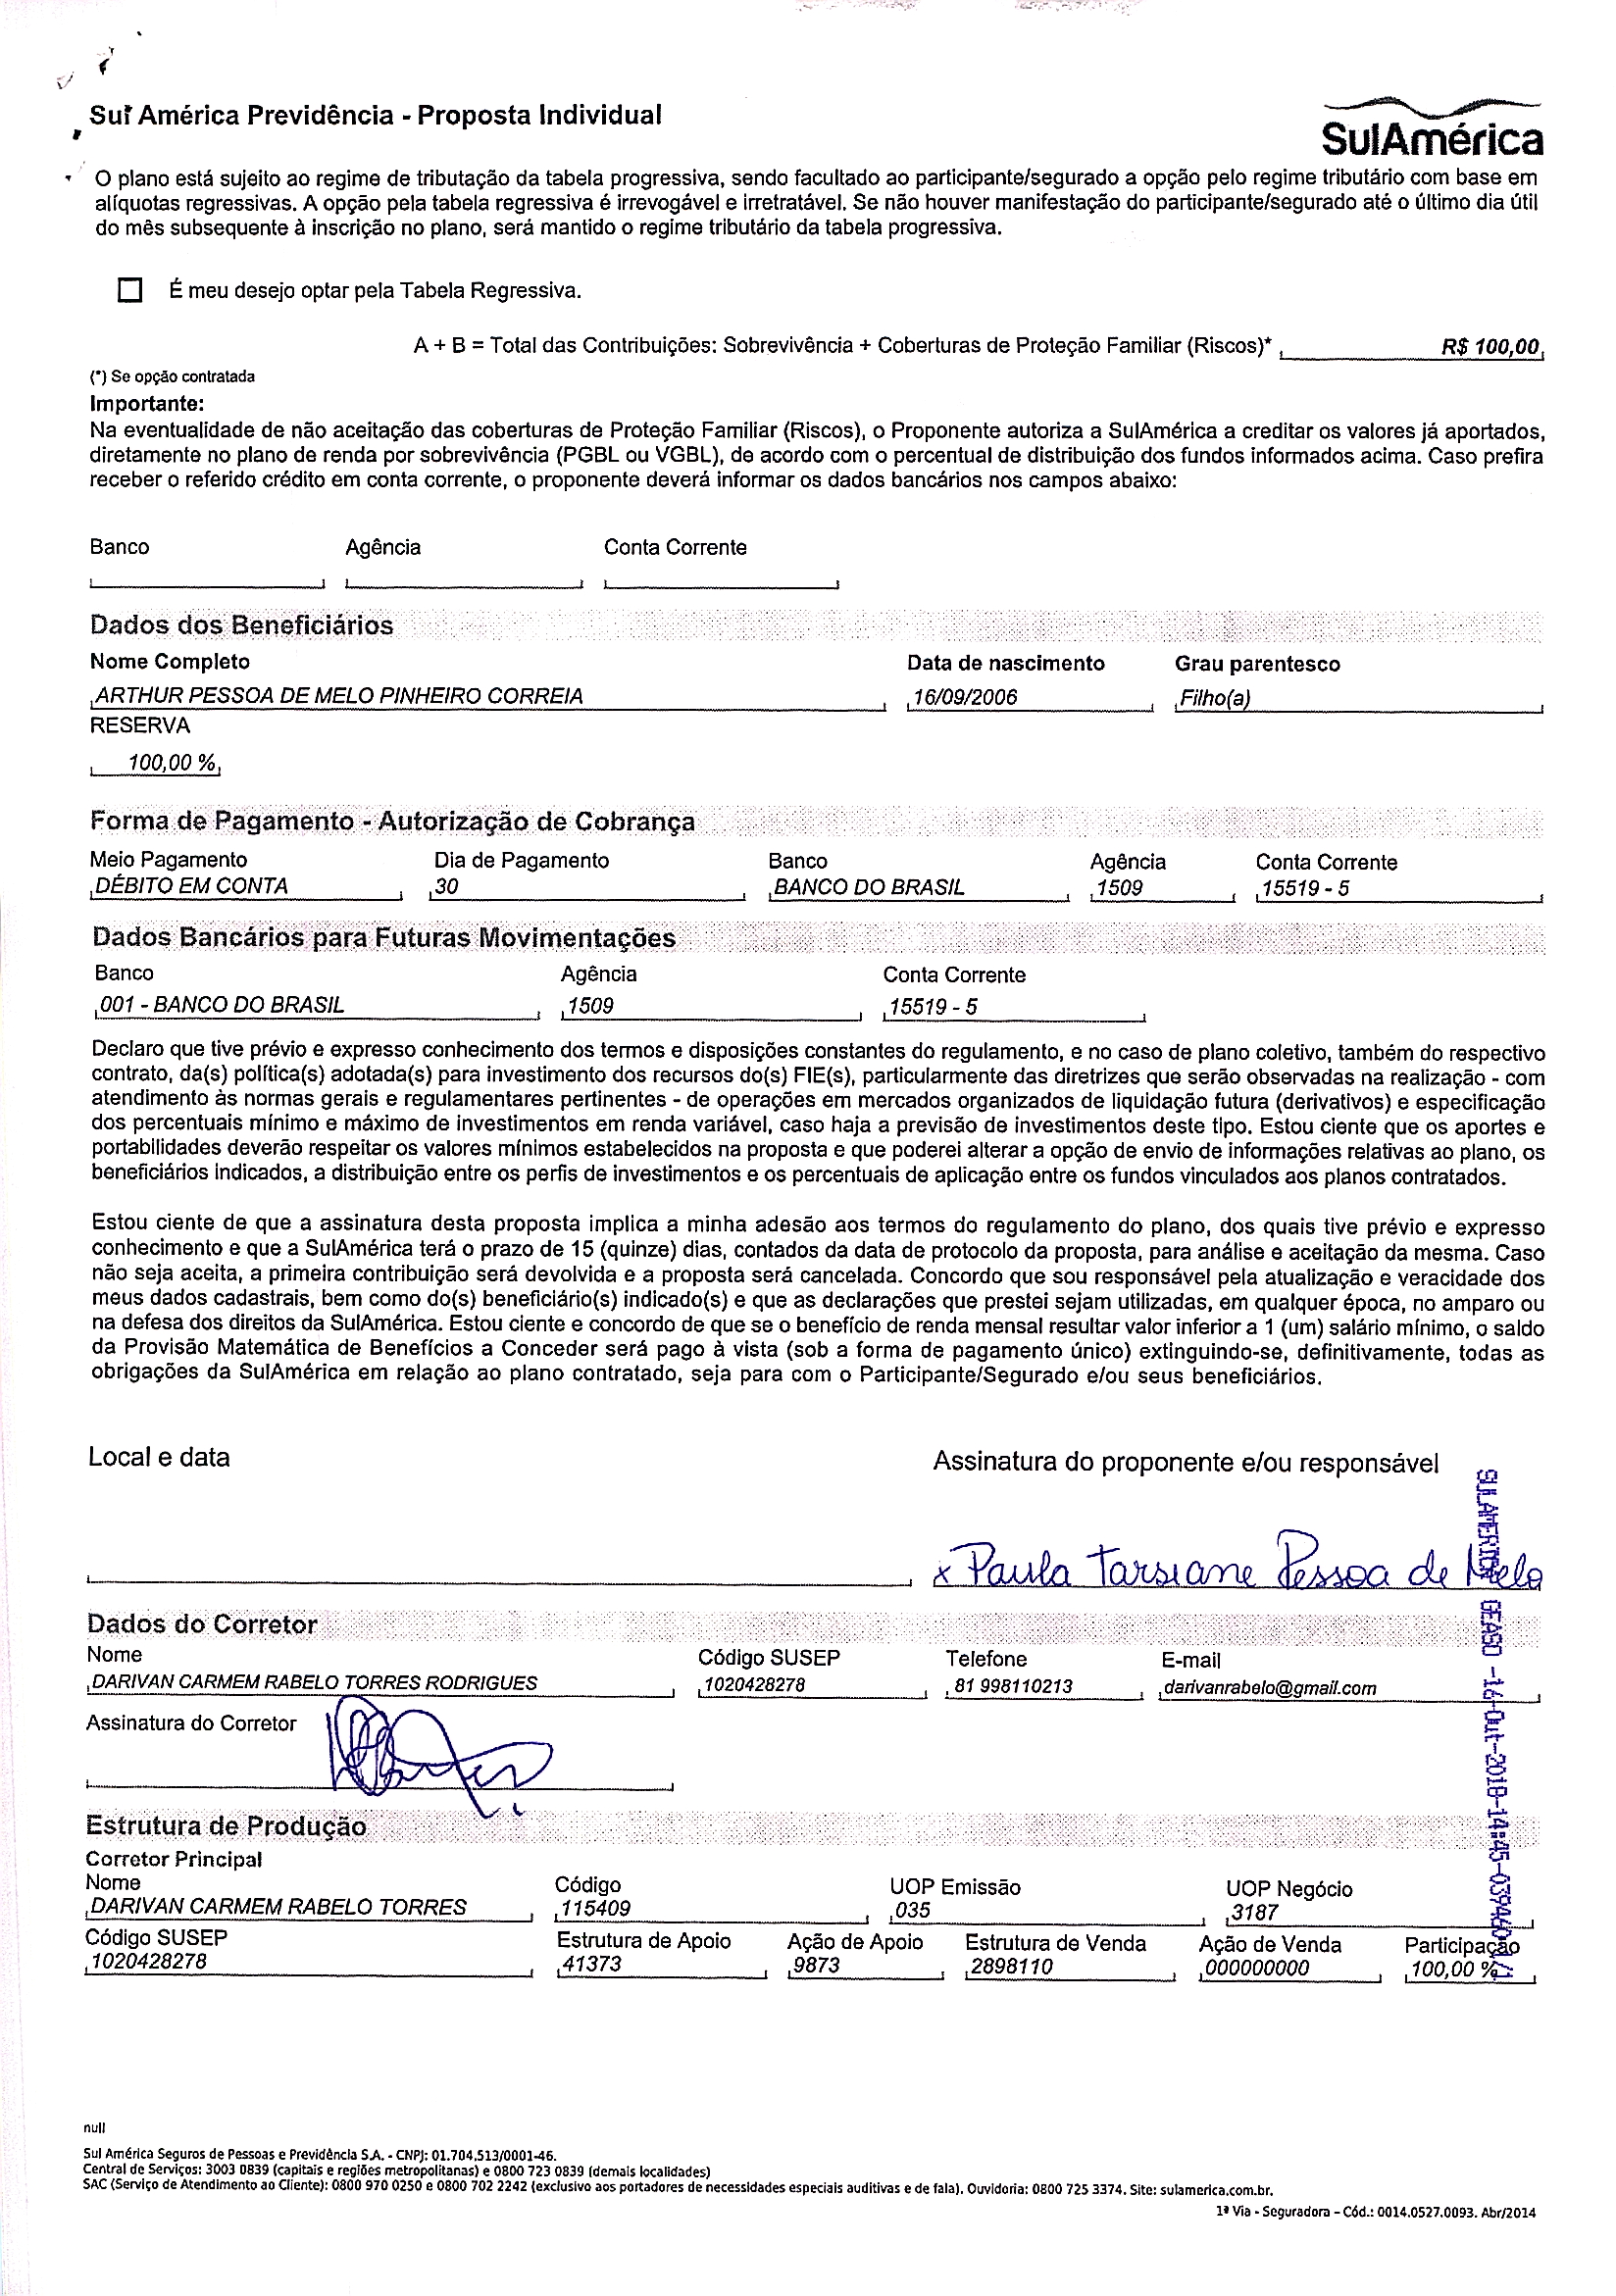 Sul América Previdência - Proposta Individual
SulAmérica
O plano está sujeito ao regime de tributação da tabela progressiva, sendo facultado ao participante/segurado a opção pelo regime tributário com base em
alíquotas regressivas. A opção pela tabela regressiva é irrevogável e irretratável. Se não houver manifestação do participante/segurado até o último dia útil
do mês subsequente à inscrição no plano, será mantido o regime tributário da tabela progressiva.
É meu desejo optar pela Tabela Regressiva.
A + B = Total das Contribuições: Sobrevivência + Coberturas de Proteção Familiar (Riscos)* R$ 100,00
(*) Se opção contratada
Importante:
Na eventualidade de não aceitação das coberturas de Proteção Familiar (Riscos), o Proponente autoriza a SulAmérica a creditar os valores já aportados,
diretamente no plano de renda por sobrevivência (PGBL ou VGBL), de acordo com o percentual de distribuição dos fundos informados acima. Caso prefira
receber o referido crédito em conta corrente, o proponente deverá informar os dados bancários nos campos abaixo:
Banco Agência Conta Corrente
Dados dos Beneficiários
Nome Completo Data de nascimento Grau parentesco
ARTHUR PESSOA DE MELO PINHEIRO CORREIA 16/09/2006 Filho(a)
RESERVA
100,00 %
Forma de Pagamento - Autorização de Cobrança
Meio Pagamento Dia de Pagamento Banco Agência Conta Corrente
DÉBITO EM CONTA 30 BANCO DO BRASIL 1509 15519 - 5
Dados Bancários para Futuras Movimentações
Banco Agência Conta Corrente
001 - BANCO DO BRASIL 1509 15519 - 5
Declaro que tive prévio e expresso conhecimento dos termos e disposições constantes do regulamento, e no caso de plano coletivo, também do respectivo
contrato, da(s) política(s) adotada(s) para investimento dos recursos do(s) FIE(s), particularmente das diretrizes que serão observadas na realização - com
atendimento às normas gerais e regulamentares pertinentes - de operações em mercados organizados de liquidação futura (derivativos) e especificação
dos percentuais mínimo e máximo de investimentos em renda variável, caso haja a previsão de investimentos deste tipo. Estou ciente que os aportes e
portabilidades deverão respeitar os valores mínimos estabelecidos na proposta e que poderei alterar a opção de envio de informações relativas ao plano, os
beneficiários indicados, a distribuição entre os perfis de investimentos e os percentuais de aplicação entre os fundos vinculados aos planos contratados.
Estou ciente de que a assinatura desta proposta implica a minha adesão aos termos do regulamento do plano, dos quais tive prévio e expresso
conhecimento e que a SulAmérica terá o prazo de 15 (quinze) dias, contados da data de protocolo da proposta, para análise e aceitação da mesma. Caso
não seja aceita, a primeira contribuição será devolvida e a proposta será cancelada. Concordo que sou responsável pela atualização e veracidade dos
meus dados cadastrais, bem como do(s) beneficiário(s) indicado(s) e que as declarações que prestei sejam utilizadas, em qualquer época, no amparo ou
na defesa dos direitos da SulAmérica. Estou ciente e concordo de que se o benefício de renda mensal resultar valor inferior a 1 (um) salário mínimo, o saldo
da Provisão Matemática de Benefícios a Conceder será pago à vista (sob a forma de pagamento único) extinguindo-se, definitivamente, todas as
obrigações da SulAmérica em relação ao plano contratado, seja para com o Participante/Segurado e/ou seus beneficiários.
Local e data Assinatura do proponente e/ou responsável
x Paula Tarsiane Pessoa de Melo
Dados do Corretor
Nome Código SUSEP Telefone E-mail
DARIVAN CARMEM RABELO TORRES RODRIGUES 1020428278 81 998110213 darivanrabelo@gmail.com
Assinatura do Corretor
Estrutura de Produção
Corretor Principal
Nome Código UOP Emissão UOP Negócio
DARIVAN CARMEM RABELO TORRES 115409 035 3187
Código SUSEP Estrutura de Apoio Ação de Apoio Estrutura de Venda Ação de Venda Participação
1020428278 41373 9873 2898110 000000000 100,00 %
SULAMERICA GEASO -16-Out-2018-14:45
null
Sul América Seguros de Pessoas e Previdência S.A. - CNPJ: 01.704.513/0001-46.
Central de Serviços: 3003 0839 (capitais e regiões metropolitanas) e 0800 723 0839 (demais localidades)
SAC (Serviço de Atendimento ao Cliente): 0800 970 0250 e 0800 702 2242 (exclusivo aos portadores de necessidades especiais auditivas e de fala). Ouvidoria: 0800 725 3374. Site: sulamerica.com.br.
1ª Via - Seguradora - Cód.: 0014.0527.0093. Abr/2014